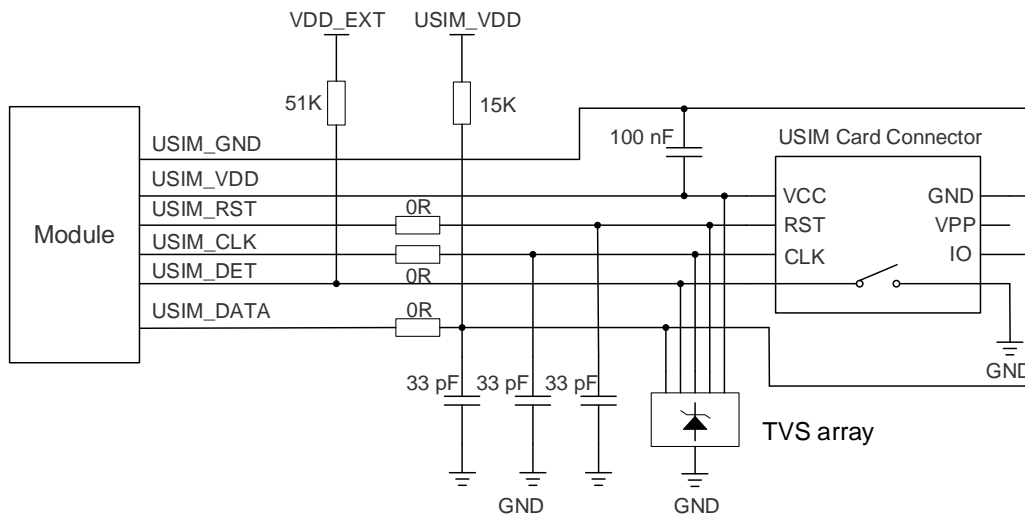 VDD_EXT USIM_VDD
51K 15K
100 nF USIM Card Connector
USIM_GND
USIM_VDD VCC GND
USIM_RST 0R RST VPP
Module
USIM_CLK CLK IO
USIM_DET 0R
USIM_DATA 0R
GND
33 pF 33 pF 33 pF
TVS array
GND GND